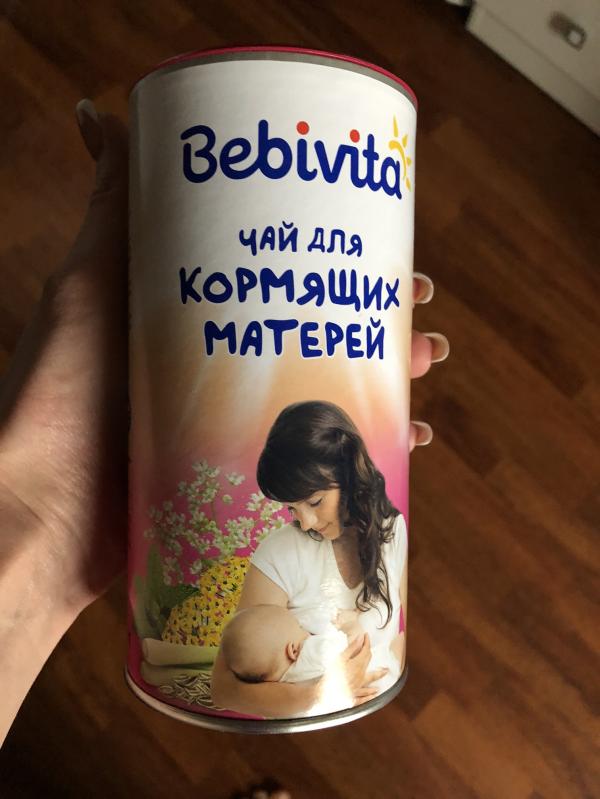 Bebivita
чай для
кормящих
матерей